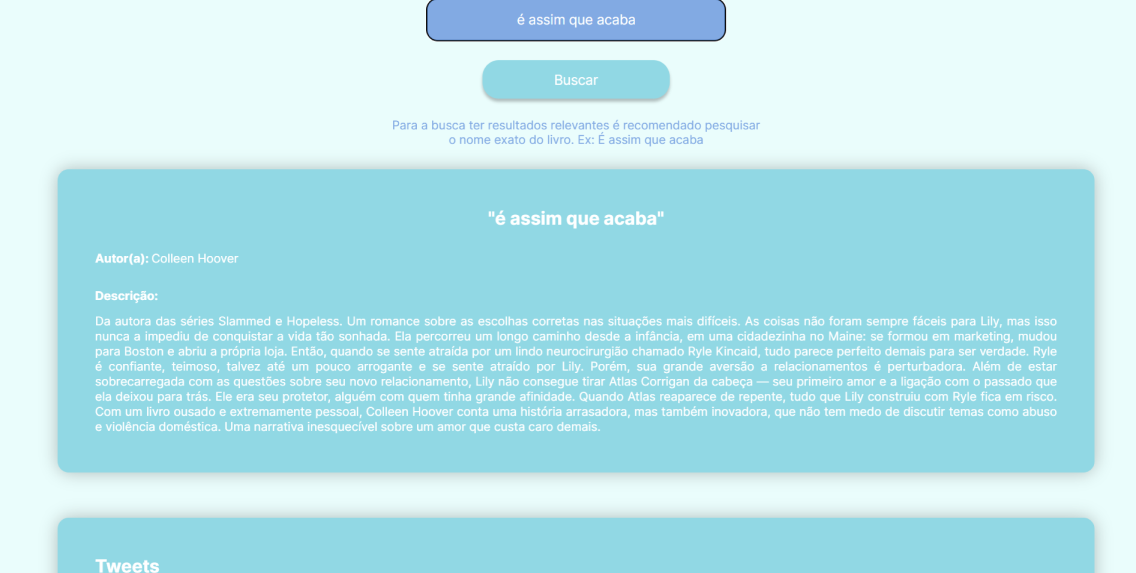 é assim que acaba
Buscar
Para a busca ter resultados relevantes é recomendado pesquisar
o nome exato do livro. Ex: É assim que acaba
"é assim que acaba"
Autor(a): Colleen Hoover
Descrição:
Da autora das séries Slammed e Hopeless. Um romance sobre as escolhas corretas nas situações mais difíceis. As coisas não foram sempre fáceis para Lily, mas isso
nunca a impediu de conquistar a vida tão sonhada. Ela percorreu um longo caminho desde a infância, em uma cidadezinha no Maine: se formou em marketing, mudou
para Boston e abriu a própria loja. Então, quando se sente atraída por um lindo neurocirurgião chamado Ryle Kincaid, tudo parece perfeito demais para ser verdade. Ryle
é confiante, teimoso, talvez até um pouco arrogante e se sente atraído por Lily. Porém, sua grande aversão a relacionamentos é perturbadora. Além de estar
sobrecarregada com as questões sobre seu novo relacionamento, Lily não consegue tirar Atlas Corrigan da cabeça — seu primeiro amor e a ligação com o passado que
ela deixou para trás. Ele era seu protetor, alguém com quem tinha grande afinidade. Quando Atlas reaparece de repente, tudo que Lily construiu com Ryle fica em risco.
Com um livro ousado e extremamente pessoal, Colleen Hoover conta uma história arrasadora, mas também inovadora, que não tem medo de discutir temas como abuso
e violência doméstica. Uma narrativa inesquecível sobre um amor que custa caro demais.
Tweets